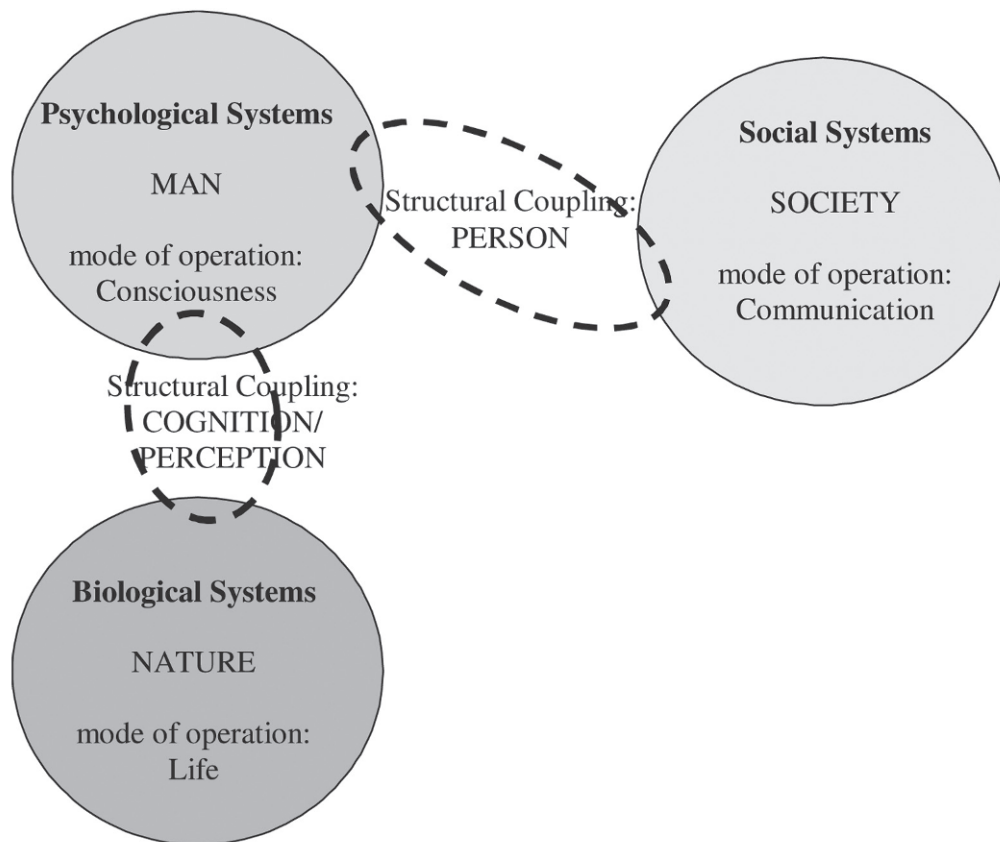 Psychological Systems
MAN
mode of operation:
Consciousness
Structural Coupling:
PERSON
Social Systems
SOCIETY
mode of operation:
Communication
Structural Coupling:
COGNITION/
PERCEPTION
Biological Systems
NATURE
mode of operation:
Life